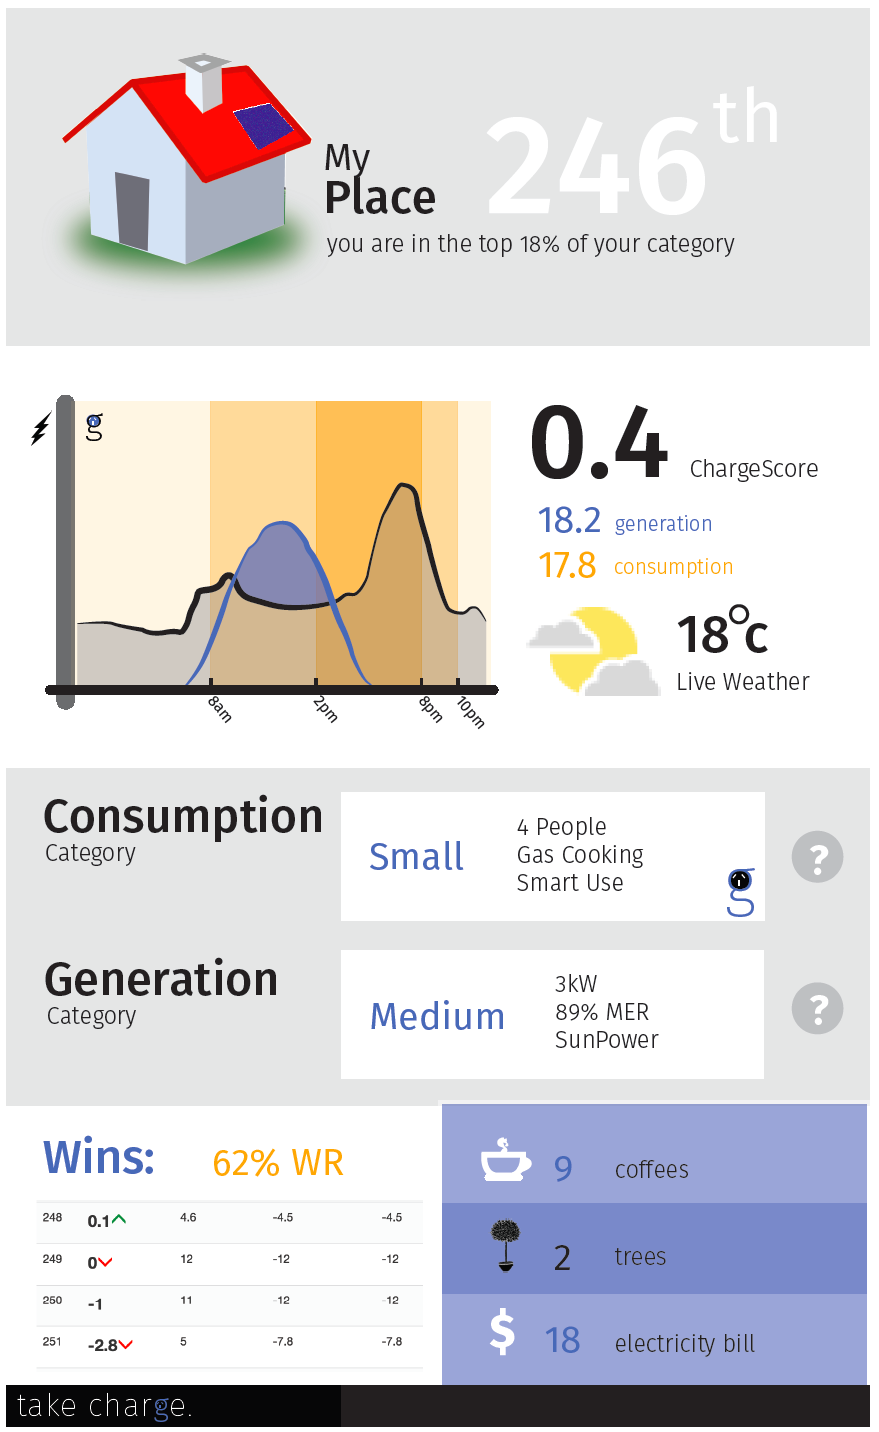 My
Place
246th
you are in the top 18% of your category
g
0.4 ChargeScore
18.2 generation
17.8 consumption
18°c
Live Weather
8am 2pm 8pm 10pm
Consumption
Category
Small
4 People
Gas Cooking
Smart Use
g
?
Generation
Category
Medium
3kW
89% MER
SunPower
?
Wins: 62% WR
248 0.1 4.6 -4.5 -4.5
249 0 12 -12 -12
250 -1 11 -12 -12
251 -2.8 5 -7.8 -7.8
9 coffees
2 trees
$ 18 electricity bill
take charge.